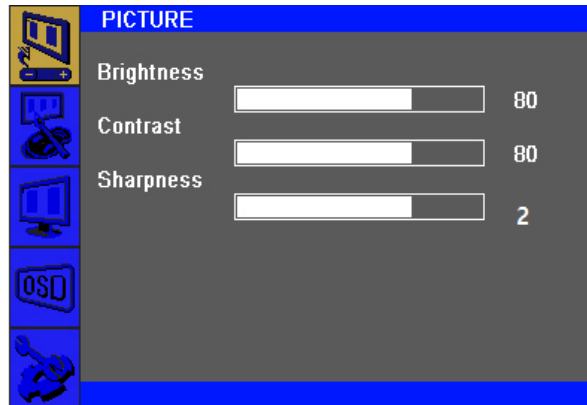 PICTURE
Brightness
80
Contrast
80
Sharpness
2
OSD